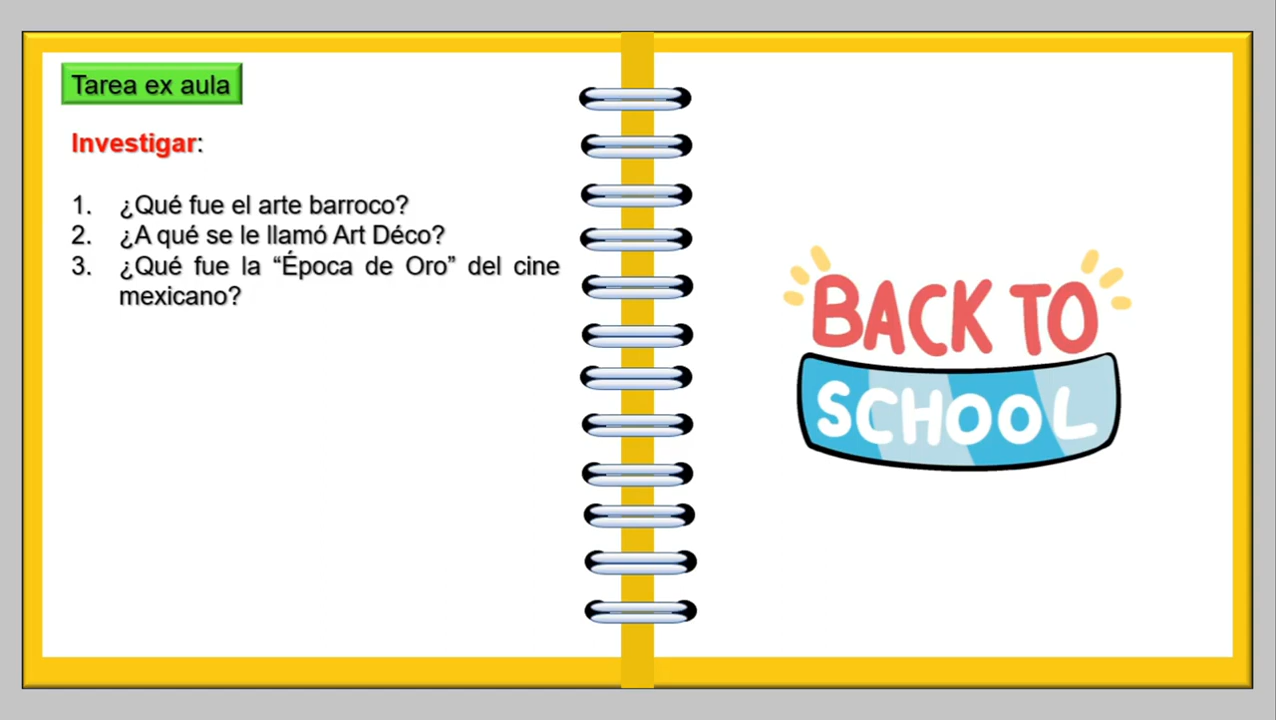 Tarea ex aula
Investigar:
1. ¿Qué fue el arte barroco?
2. ¿A qué se le llamó Art Déco?
3. ¿Qué fue la “Época de Oro” del cine
mexicano?
BACK TO
SCHOOL